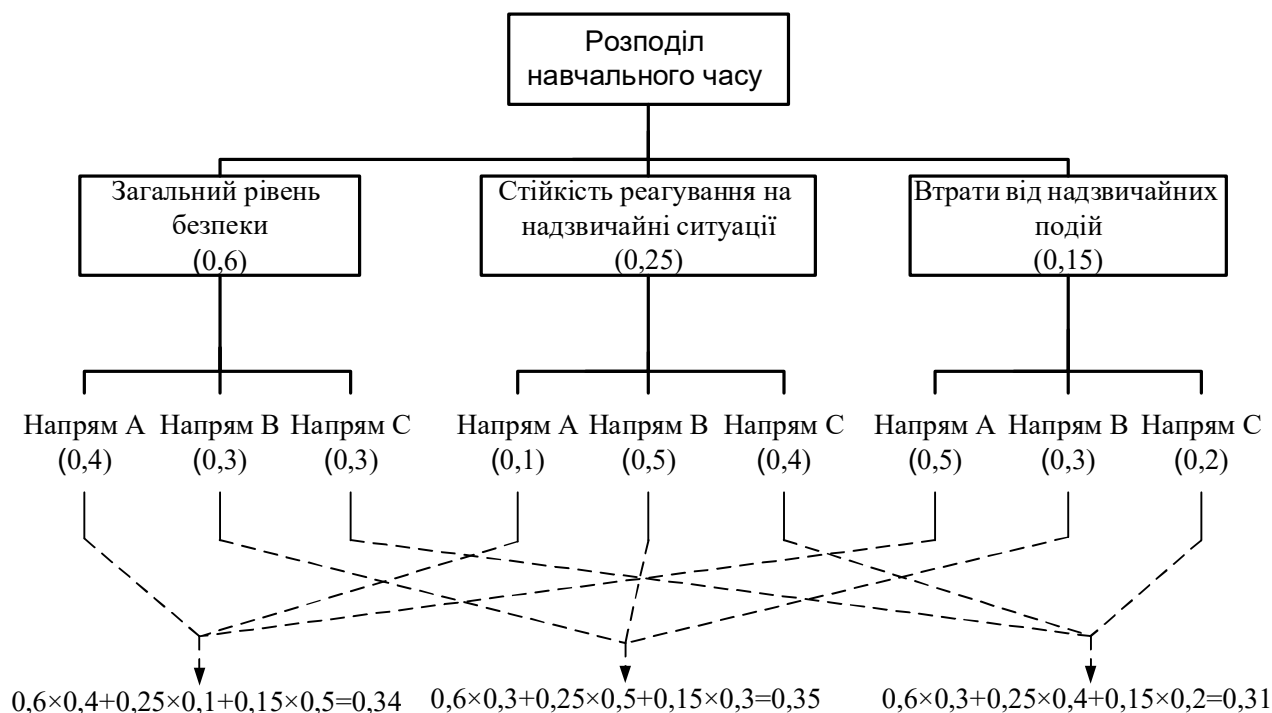 Розподіл
навчального часу
Загальний рівень
безпеки
(0,6)
Стійкість реагування на
надзвичайні ситуації
(0,25)
Втрати від надзвичайних
подій
(0,15)
Напрям А Напрям В Напрям С
(0,4) (0,3) (0,3)
Напрям А Напрям В Напрям С
(0,1) (0,5) (0,4)
Напрям А Напрям В Напрям С
(0,5) (0,3) (0,2)
0,6×0,4+0,25×0,1+0,15×0,5=0,34
0,6×0,3+0,25×0,5+0,15×0,3=0,35
0,6×0,3+0,25×0,4+0,15×0,2=0,31